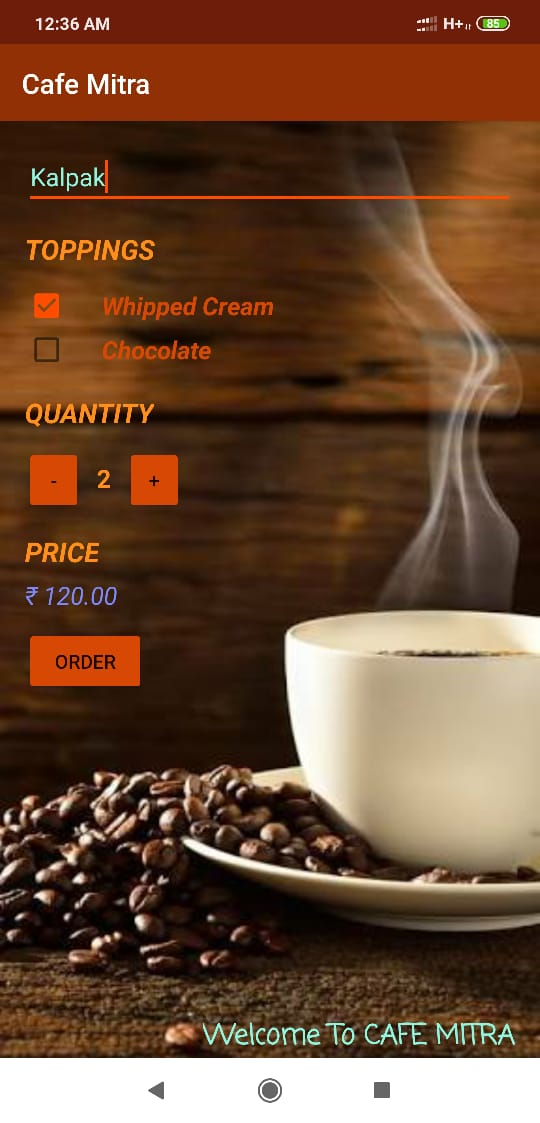 12:36 AM H+ 85
Cafe Mitra
Kalpak
TOPPINGS
Whipped Cream
Chocolate
QUANTITY
- 2 +
PRICE
₹ 120.00
ORDER
Welcome To CAFE MITRA